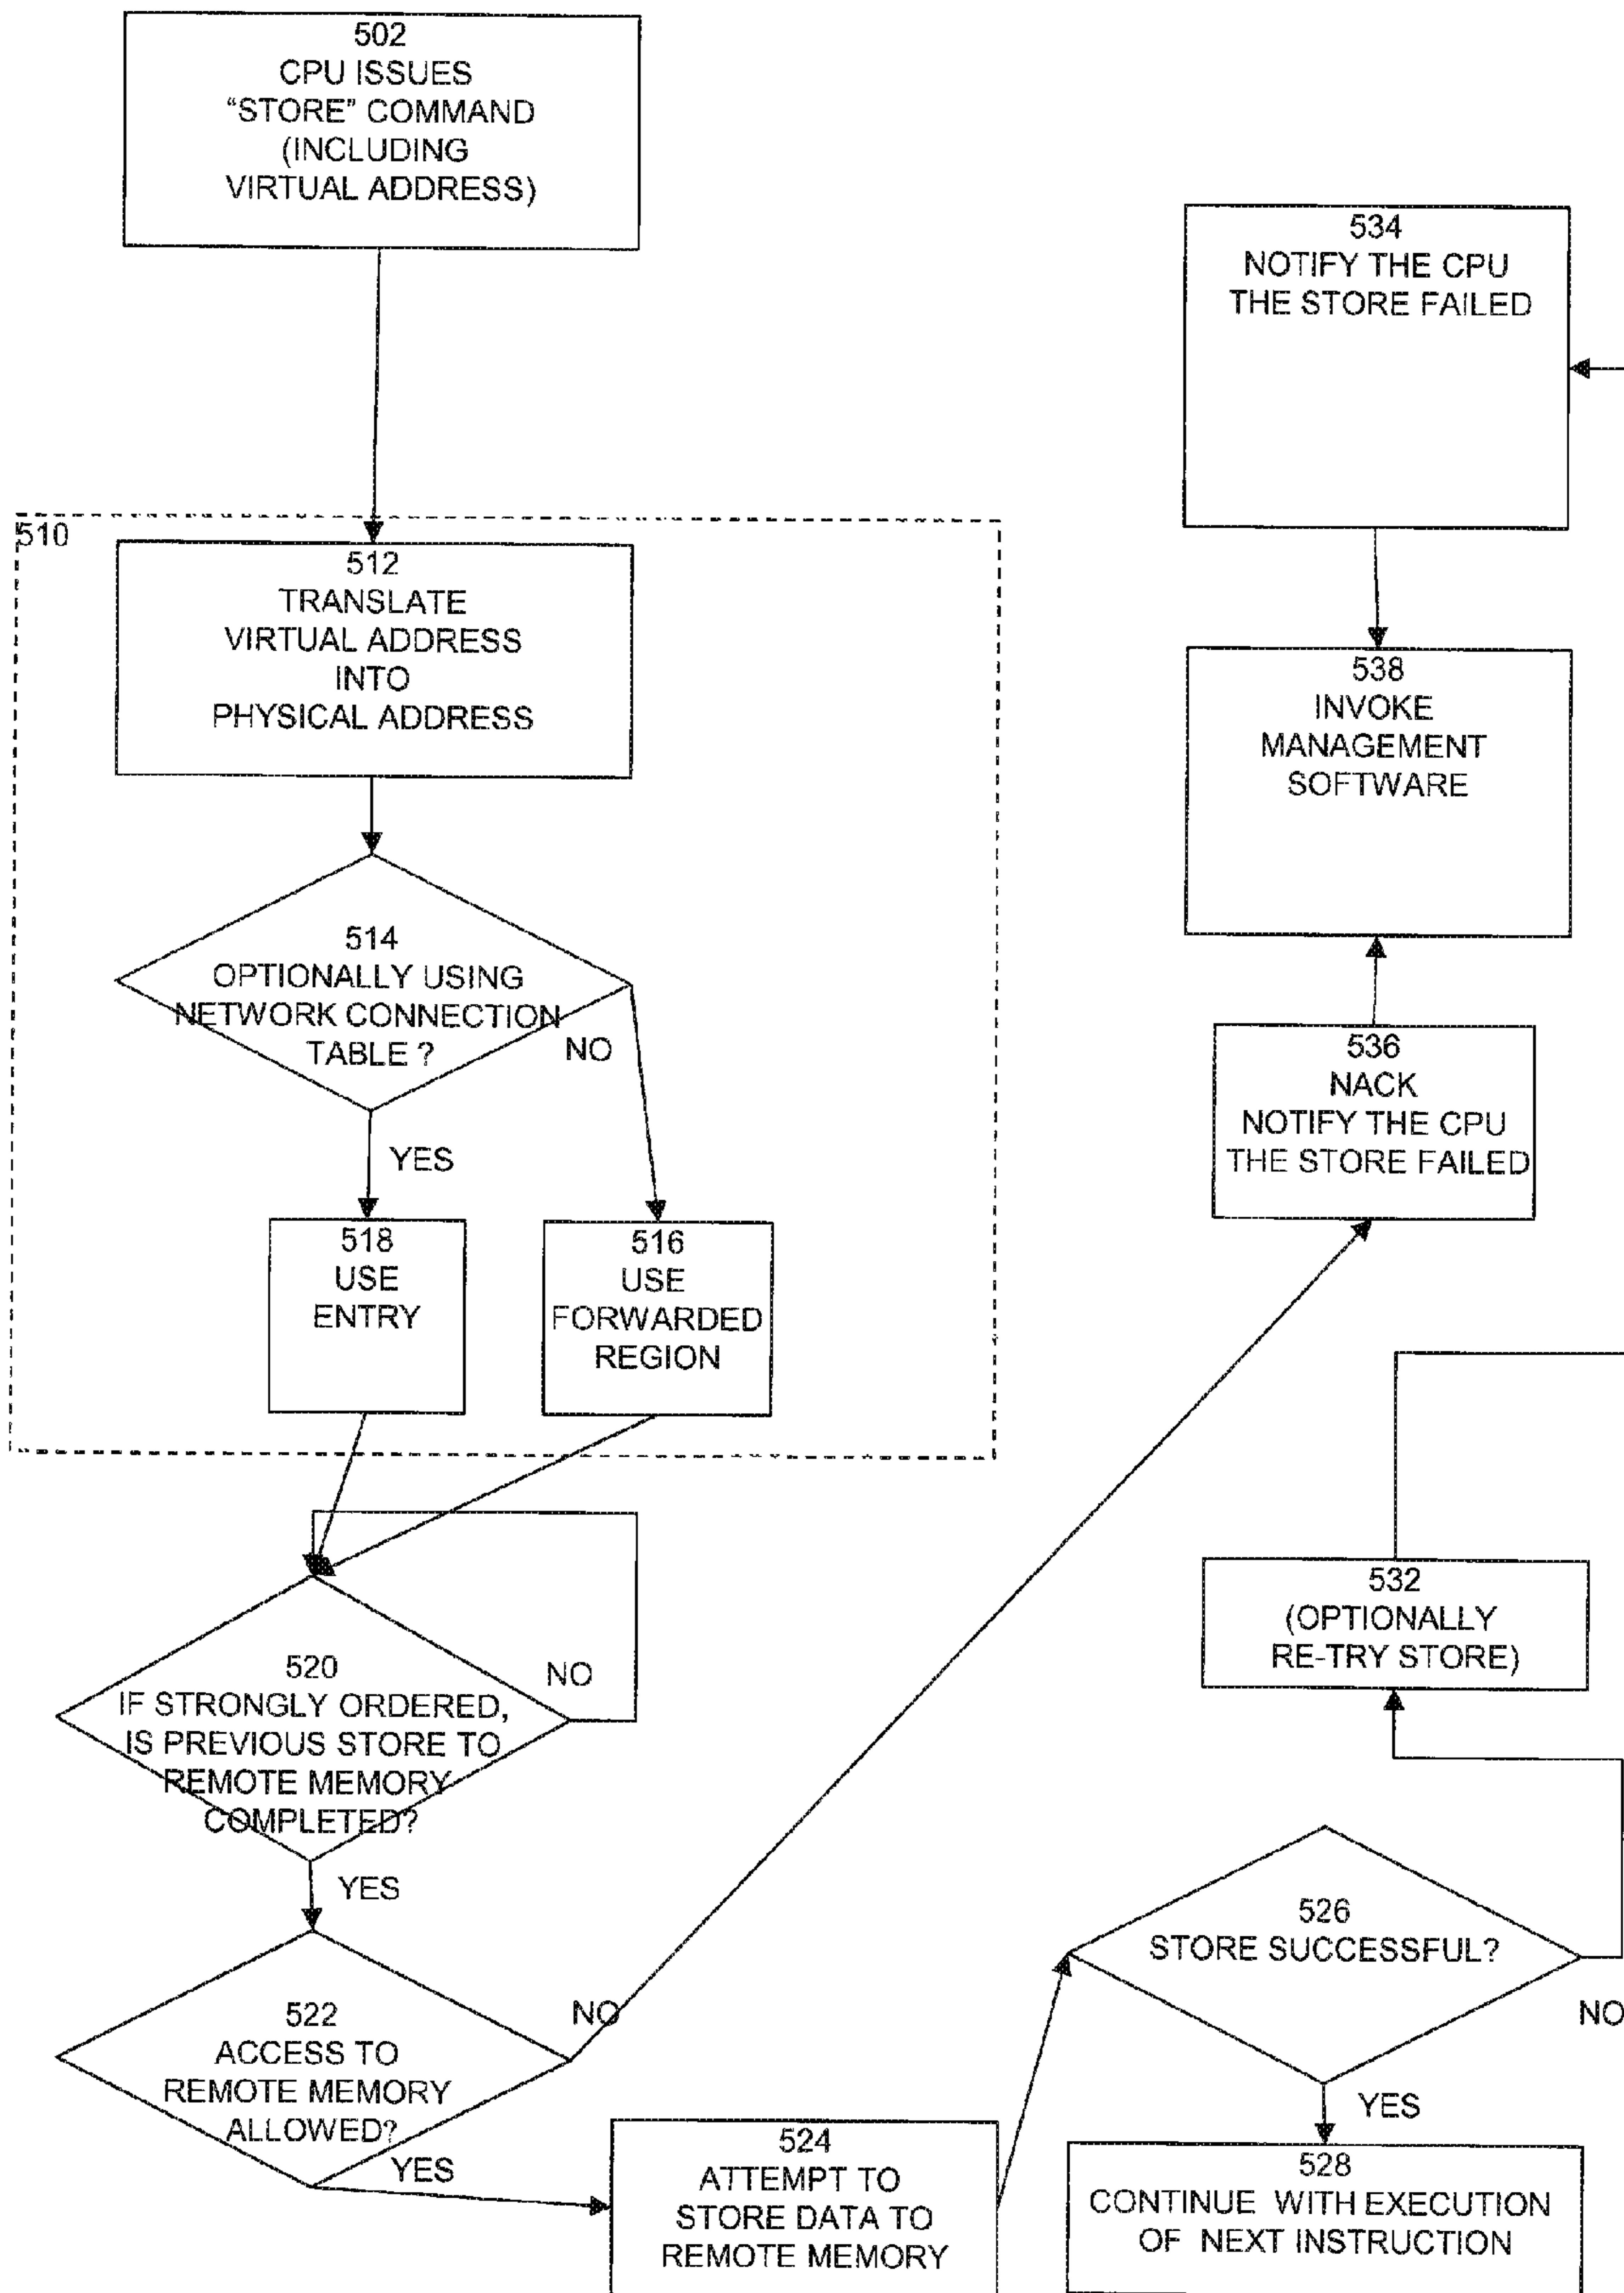 502
CPU ISSUES
“STORE” COMMAND
(INCLUDING
VIRTUAL ADDRESS)
510
512
TRANSLATE
VIRTUAL ADDRESS
INTO
PHYSICAL ADDRESS
514
OPTIONALLY USING
NETWORK CONNECTION
TABLE ?
NO
YES
518
USE
ENTRY
516
USE
FORWARDED
REGION
520
IF STRONGLY ORDERED,
IS PREVIOUS STORE TO
REMOTE MEMORY
COMPLETED?
NO
YES
522
ACCESS TO
REMOTE MEMORY
ALLOWED?
NO
YES
524
ATTEMPT TO
STORE DATA TO
REMOTE MEMORY
534
NOTIFY THE CPU
THE STORE FAILED
538
INVOKE
MANAGEMENT
SOFTWARE
536
NACK
NOTIFY THE CPU
THE STORE FAILED
532
(OPTIONALLY
RE-TRY STORE)
526
STORE SUCCESSFUL?
NO
YES
528
CONTINUE WITH EXECUTION
OF NEXT INSTRUCTION